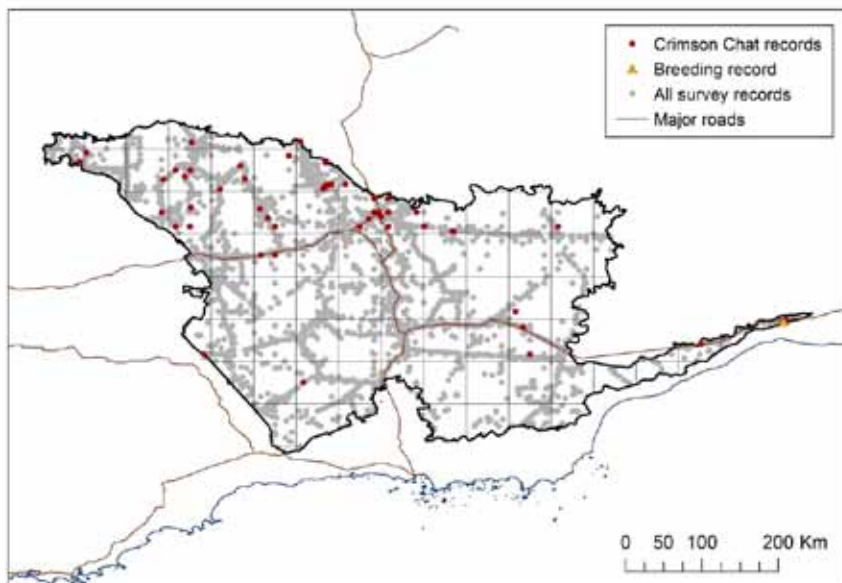 Crimson Chat records
Breeding record
All survey records
Major roads
0 50 100 200 Km